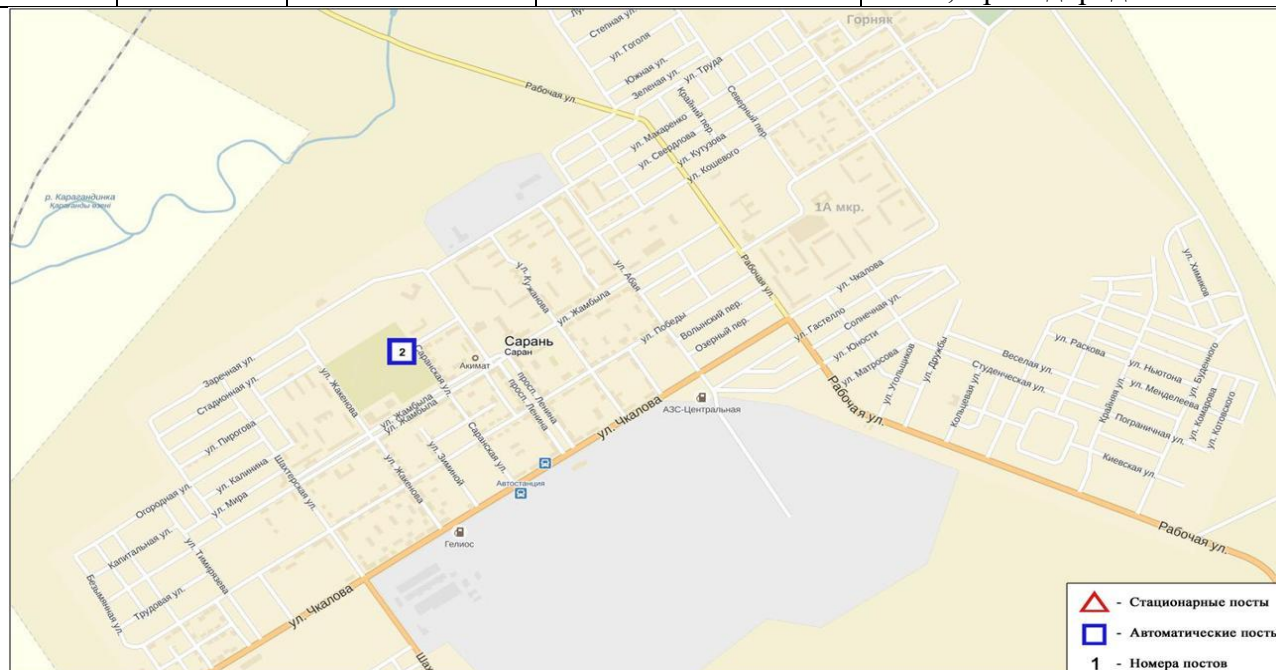 Горняк
Степная ул.
ул. Гоголя
Южная ул.
Зеленая ул.
ул. Труда
Рабочая ул.
Крайний пер.
Северный пер.
ул. Макаренко
ул. Свердлова
ул. Кутузова
ул. Кошевого
р. Карагандинка
Қарағанды өзені
1А мкр.
ул. Химиков
ул. Кужанова
ул. Абая
ул. Жамбыла
Рабочая ул.
ул. Чкалова
ул. Победы
Волынский пер.
Озерный пер.
ул. Гастелло
Солнечная ул.
ул. Юности
ул. Матросова
ул. Угольщиков
ул. Дружбы
Кольцевая ул.
Веселая ул.
Студенческая ул.
ул. Раскова
ул. Ньютона
ул. Менделеева
ул. Буденного
ул. Комарова
ул. Котовского
Крайняя ул.
Пограничная ул.
Киевская ул.
Сарань
Саран
2
Акимат
Саранская ул.
Заречная ул.
Стадионная ул.
ул. Жакенова
просп. Ленина
просп. Ленина
АЗС-Центральная
ул. Жамбыла
ул. Жамбыла
ул. Пирогова
ул. Калинина
ул. Мира
Шахтерская ул.
ул. Жакенова
ул. Зиминой
Саранская ул.
ул. Чкалова
Рабочая ул.
Автостанция
Гелиос
Огородная ул.
Капитальная ул.
ул. Тимирязева
Трудовая ул.
Безымянная ул.
ул. Чкалова
Рабочая ул.
- Стационарные посты
- Автоматические посты
1 - Номера постов